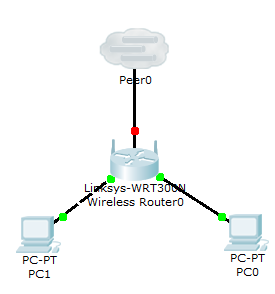 Peer0
Linksys-WRT300N
Wireless Router0
PC-PT
PC1
PC-PT
PC0